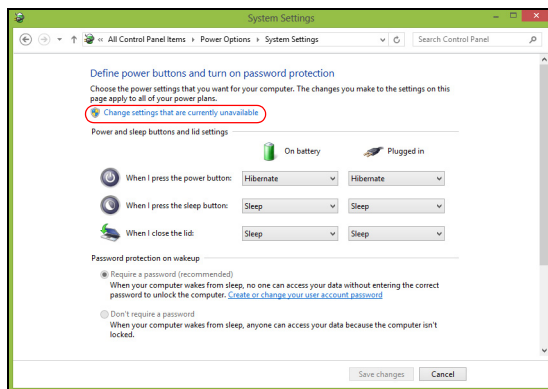 System Settings
« All Control Panel Items › Power Options › System Settings
Search Control Panel
Define power buttons and turn on password protection
Choose the power settings that you want for your computer. The changes you make to the settings on this
page apply to all of your power plans.
Change settings that are currently unavailable
Power and sleep buttons and lid settings
On battery Plugged in
When I press the power button: Hibernate Hibernate
When I press the sleep button: Sleep Sleep
When I close the lid: Sleep Sleep
Password protection on wakeup
Require a password (recommended)
When your computer wakes from sleep, no one can access your data without entering the correct
password to unlock the computer. Create or change your user account password
Don't require a password
When your computer wakes from sleep, anyone can access your data because the computer isn't
locked.
Save changes Cancel